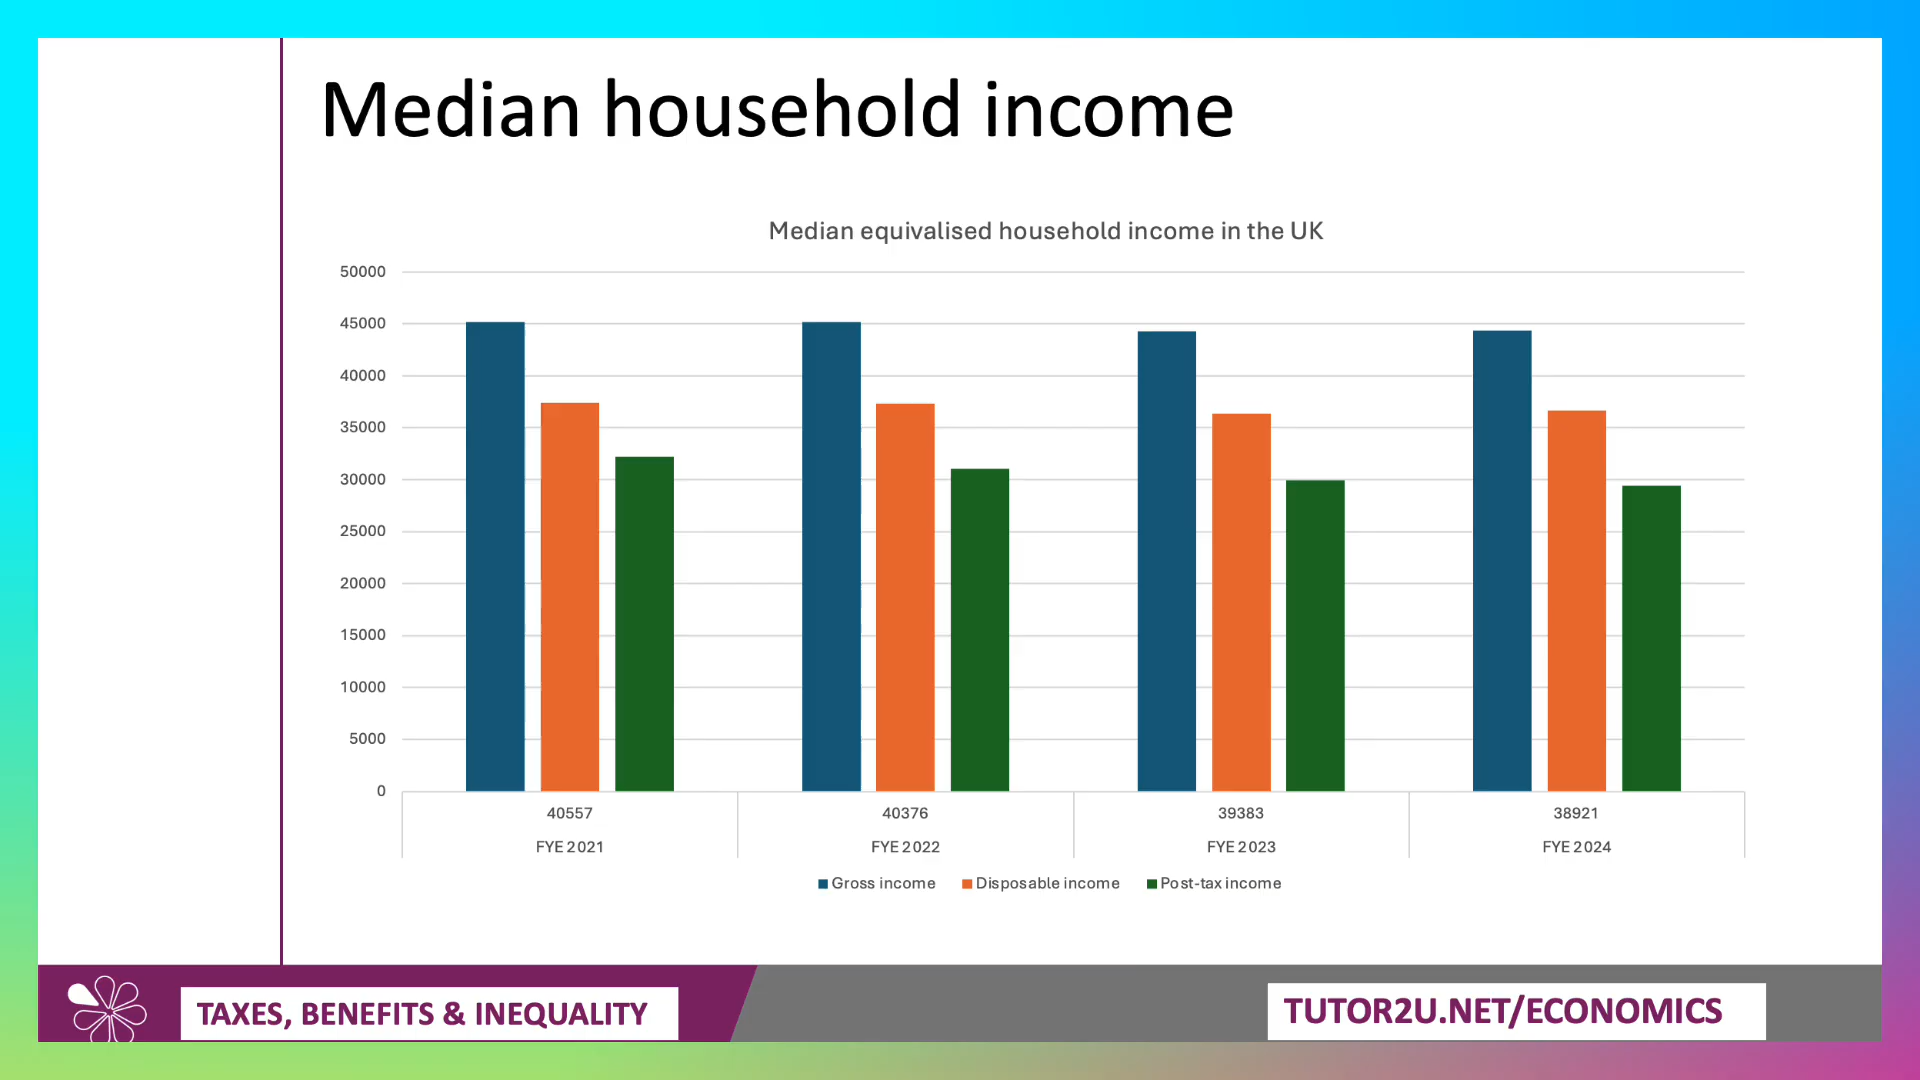 Median household income
Median equivalised household income in the UK
50000
45000
40000
35000
30000
25000
20000
15000
10000
5000
0
40557 40376 39383 38921
FYE 2021 FYE 2022 FYE 2023 FYE 2024
Gross income Disposable income Post-tax income
TAXES, BENEFITS & INEQUALITY
TUTOR2U.NET/ECONOMICS